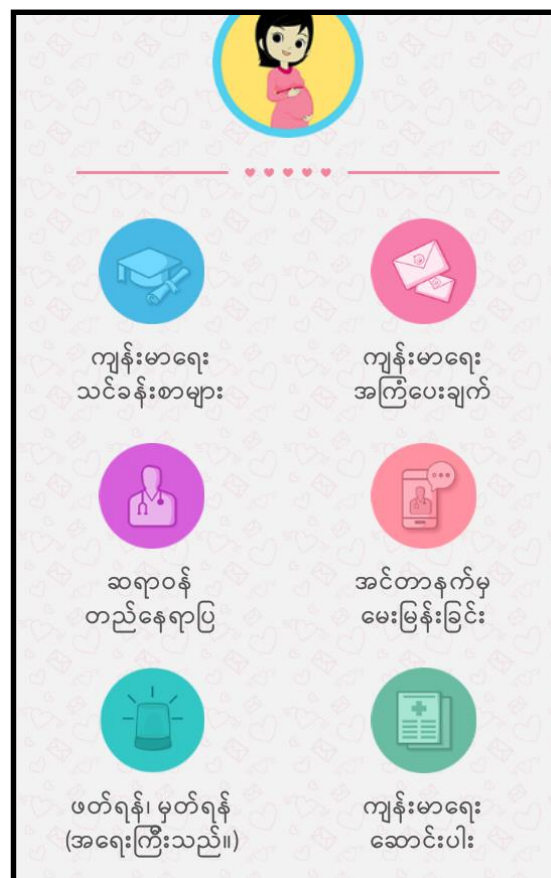 ကျန်းမာရေး
သင်ခန်းစာများ
ကျန်းမာရေး
အကြံပေးချက်
ဆရာဝန်
တည်နေရာပြ
အင်တာနက်မှ
မေးမြန်းခြင်း
ဖတ်ရန်၊ မှတ်ရန်
(အရေးကြီးသည်။)
ကျန်းမာရေး
ဆောင်းပါး